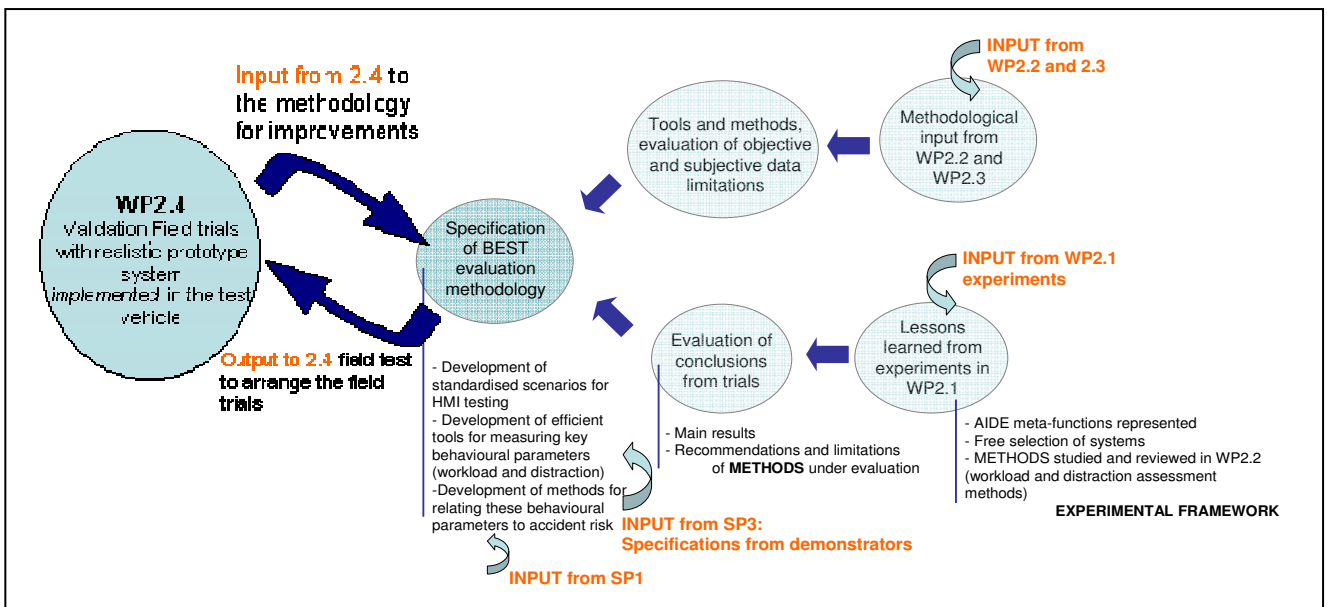 INPUT from
WP2.2 and 2.3
Input from 2.4 to
the methodology
for improvements
Tools and methods,
evaluation of objective
and subjective data
limitations
Methodological
input from
WP2.2 and
WP2.3
WP2.4
Validation Field trials
with realistic prototype
system
implemented in the test
vehicle
Specification
of BEST
evaluation
methodology
INPUT from WP2.1
experiments
Output to 2.4 field test
to arrange the field
trials
Evaluation of
conclusions
from trials
Lessons
learned from
experiments in
WP2.1
- Development of
standardised scenarios for
HMI testing
- Development of efficient
tools for measuring key
behavioural parameters
(workload and distraction)
-Development of methods for
relating these behavioural
parameters to accident risk
- Main results
- Recommendations and limitations
of METHODS under evaluation
- AIDE meta-functions represented
- Free selection of systems
- METHODS studied and reviewed in WP2.2
(workload and distraction assessment
methods)
EXPERIMENTAL FRAMEWORK
INPUT from SP3:
Specifications from demonstrators
INPUT from SP1